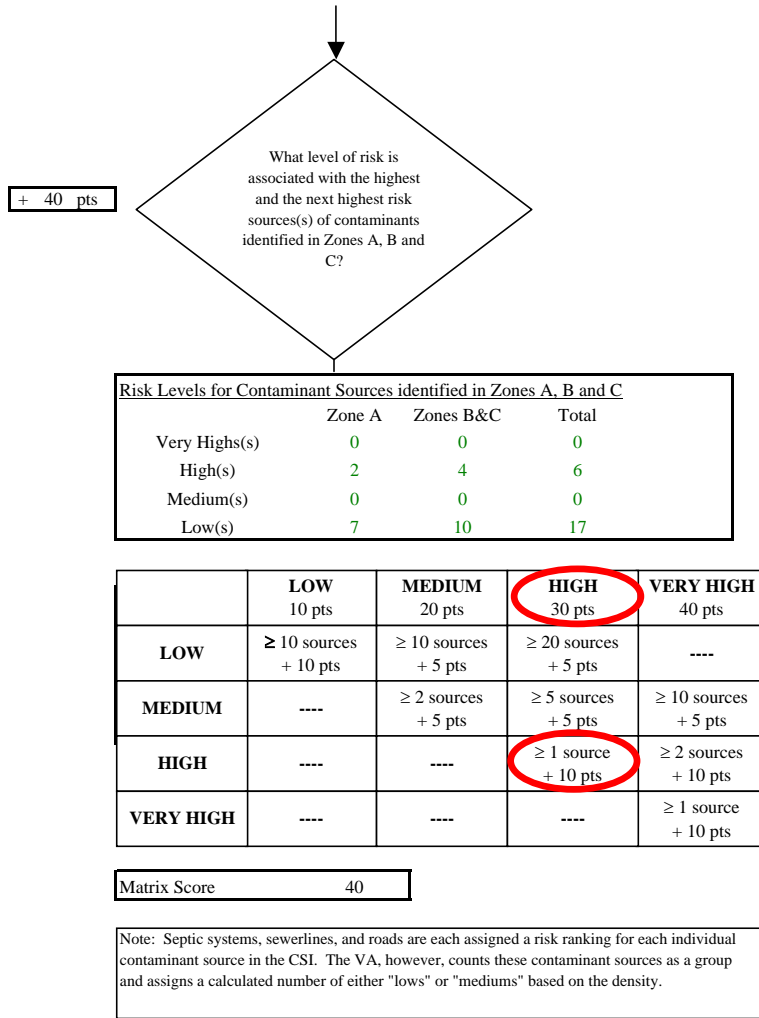 What level of risk is
associated with the highest
and the next highest risk
sources(s) of contaminants
identified in Zones A, B and
C?
+ 40 pts
Risk Levels for Contaminant Sources identified in Zones A, B and C
Zone A Zones B&C Total
Very Highs(s) 0 0 0
High(s) 2 4 6
Medium(s) 0 0 0
Low(s) 7 10 17
LOW MEDIUM HIGH VERY HIGH
10 pts 20 pts 30 pts 40 pts
LOW ≥ 10 sources ≥ 10 sources ≥ 20 sources ----
+ 10 pts + 5 pts + 5 pts
MEDIUM ---- ≥ 2 sources ≥ 5 sources ≥ 10 sources
+ 5 pts + 5 pts + 5 pts
HIGH ---- ---- ≥ 1 source ≥ 2 sources
+ 10 pts + 10 pts
VERY HIGH ---- ---- ---- ≥ 1 source
+ 10 pts
Matrix Score 40
Note: Septic systems, sewerlines, and roads are each assigned a risk ranking for each individual
contaminant source in the CSI. The VA, however, counts these contaminant sources as a group
and assigns a calculated number of either "lows" or "mediums" based on the density.